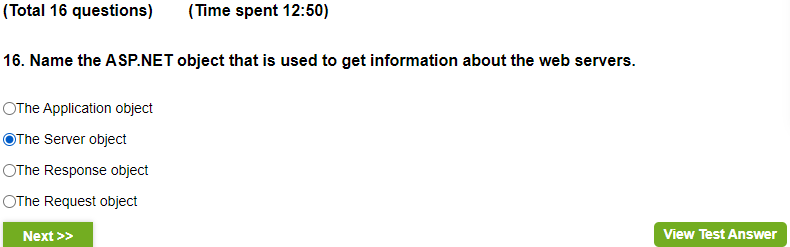 (Total 16 questions) (Time spent 12:50)
16. Name the ASP.NET object that is used to get information about the web servers.
The Application object
The Server object
The Response object
The Request object
Next >>
View Test Answer